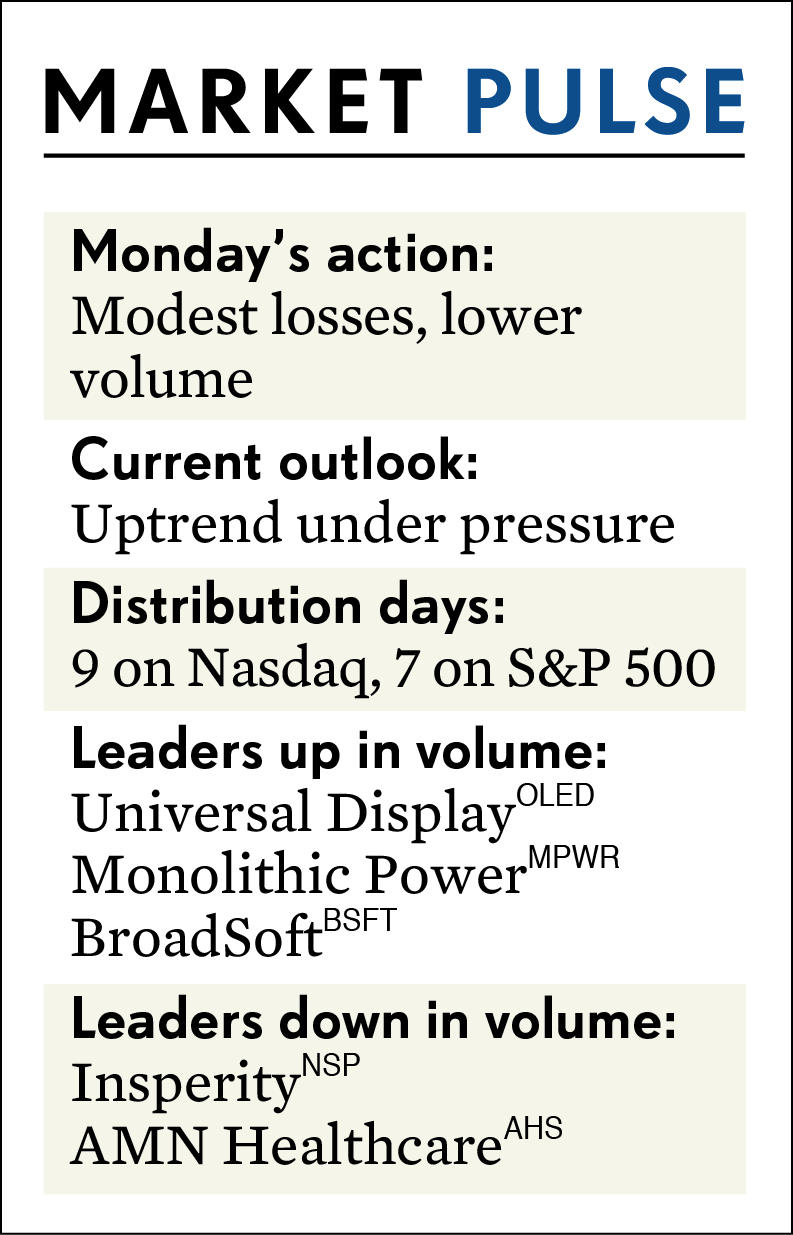 MARKET PULSE
Monday’s action:
Modest losses, lower
volume
Current outlook:
Uptrend under pressure
Distribution days:
9 on Nasdaq, 7 on S&P 500
Leaders up in volume:
Universal Display OLED
Monolithic Power MPWR
BroadSoft BSFT
Leaders down in volume:
Insperity NSP
AMN Healthcare AHS